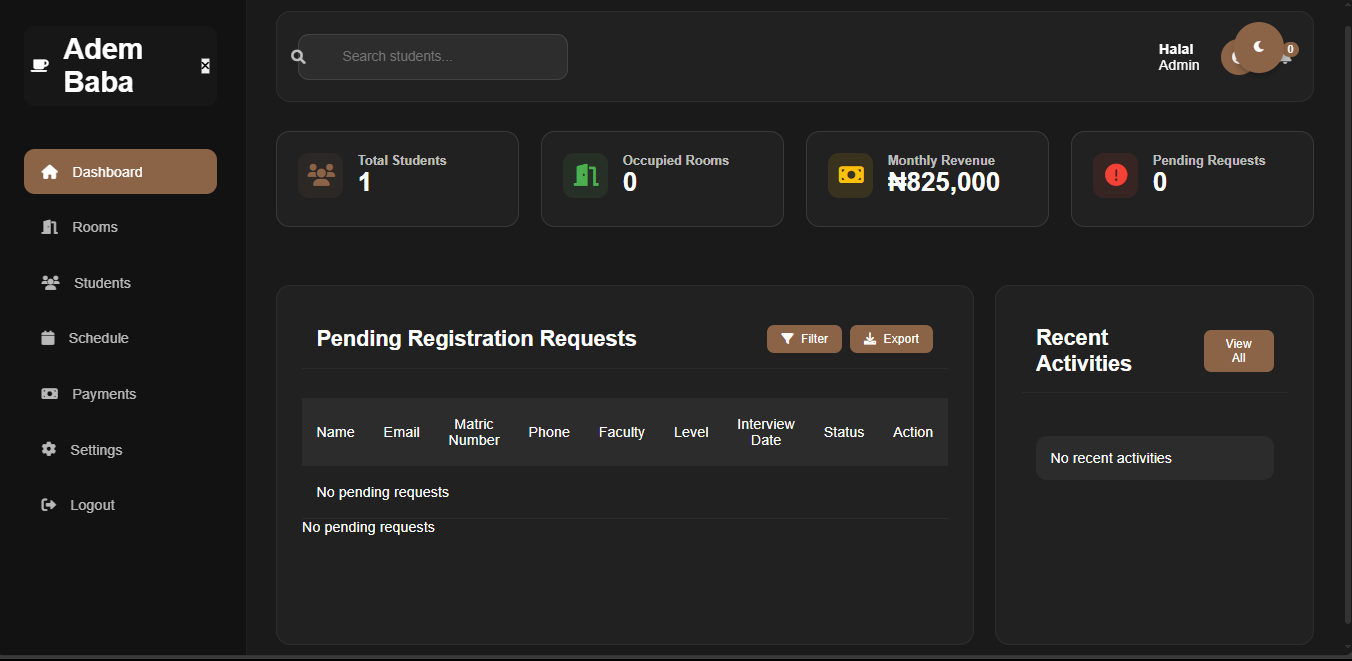 Adem
Baba
Dashboard
Rooms
Students
Schedule
Payments
Settings
Logout
Search students...
Halal
Admin
0
Total Students
1
Occupied Rooms
0
Monthly Revenue
₦825,000
Pending Requests
0
Pending Registration Requests
Filter
Export
Name Email Matric Number Phone Faculty Level Interview Date Status Action
No pending requests
No pending requests
Recent
Activities
View
All
No recent activities